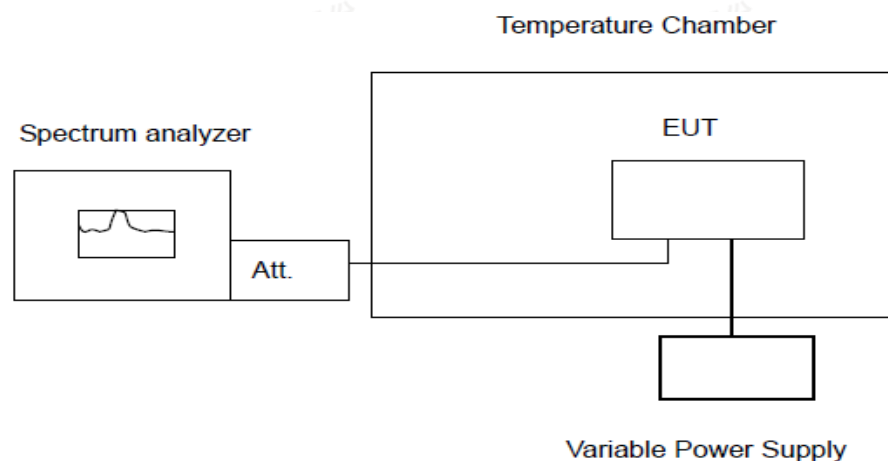 Temperature Chamber
Spectrum analyzer
EUT
Att.
Variable Power Supply